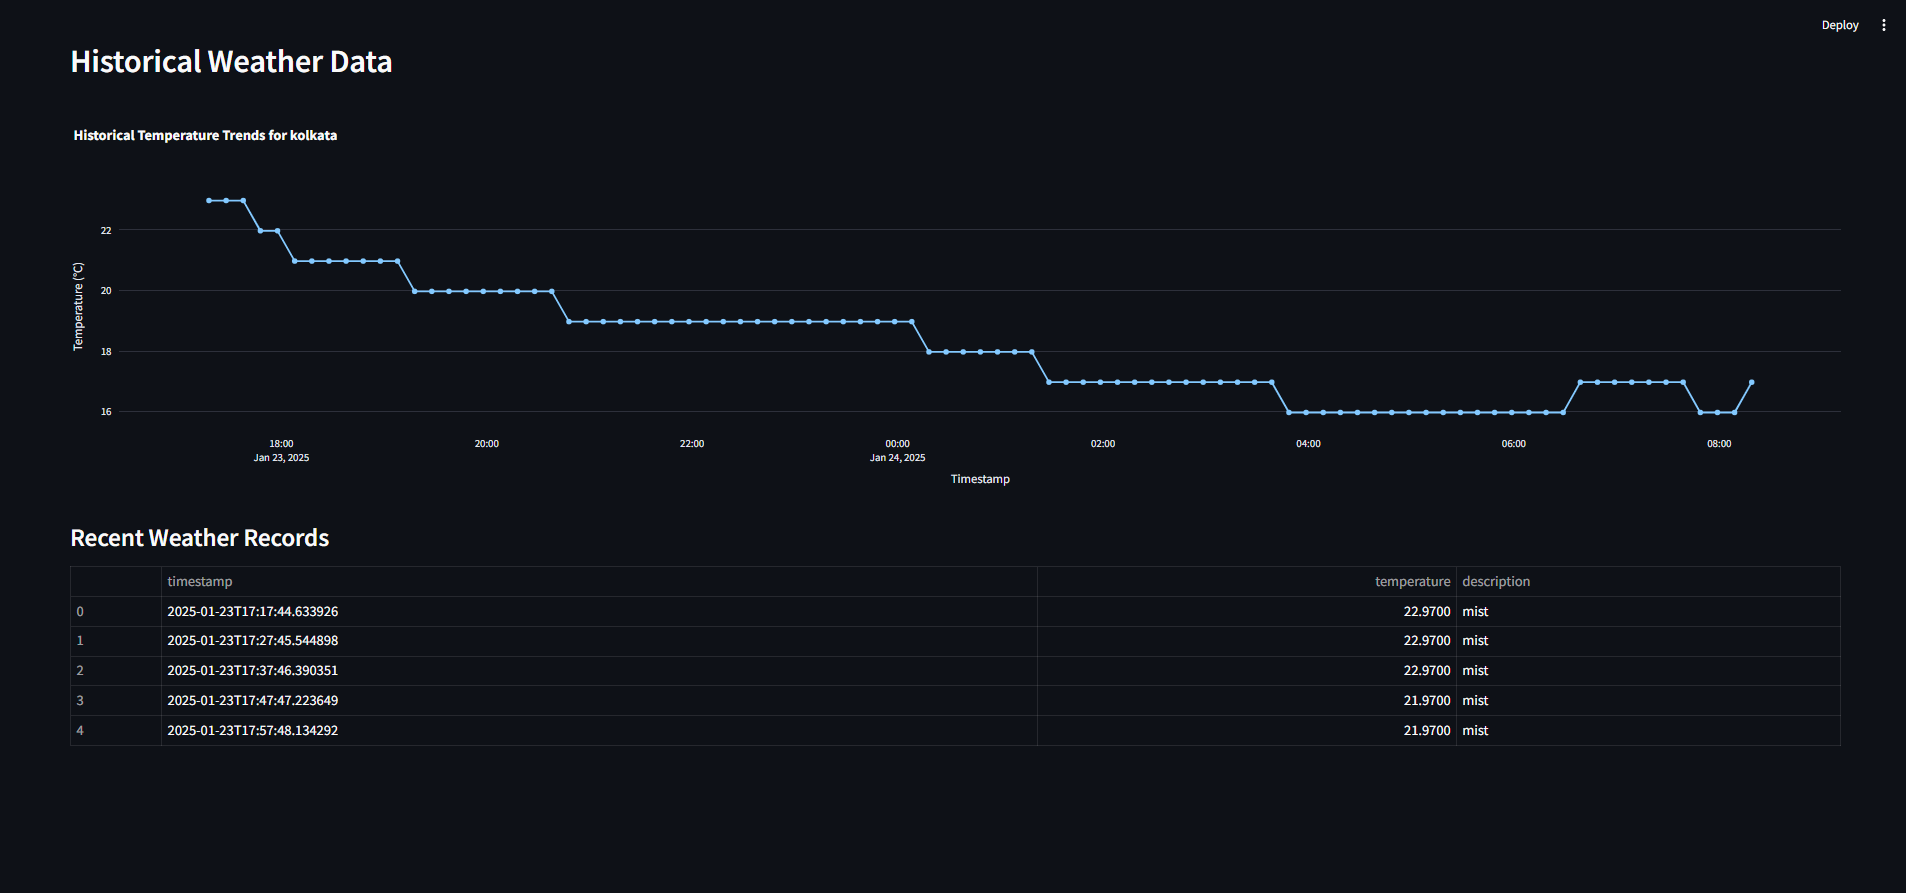 Deploy
Historical Weather Data
Historical Temperature Trends for kolkata
22
20
18
16
Temperature (°C)
18:00 20:00 22:00 00:00 02:00 04:00 06:00 08:00
Jan 23, 2025 Jan 24, 2025
Timestamp
Recent Weather Records
timestamp temperature description
0 2025-01-23T17:17:44.633926 22.9700 mist
1 2025-01-23T17:27:45.544898 22.9700 mist
2 2025-01-23T17:37:46.390351 22.9700 mist
3 2025-01-23T17:47:47.223649 21.9700 mist
4 2025-01-23T17:57:48.134292 21.9700 mist